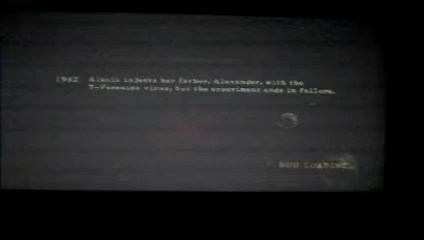 1982 Alexia injects her father, Alexander, with the
T-Veronica virus, but the experiment ends in failure.
NOW LOADING...